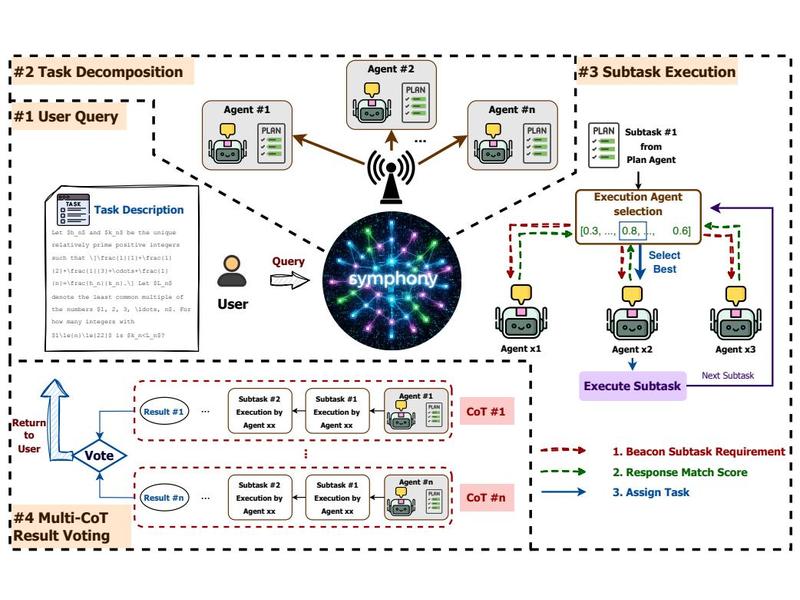 #2 Task Decomposition
#1 User Query
#3 Subtask Execution
Agent #1
PLAN
Agent #2
PLAN
...
Agent #n
PLAN
TASK
Task Description
Let $h_n$ and $k_n$ be the unique
relatively prime positive integers
such that \[\frac{1}{1}+\frac{1}
{2}+\frac{1}{3}+\cdots+\frac{1}
{n}=\frac{h_n}{k_n}.\] Let $L_n$
denote the least common multiple of
the numbers $1, 2, 3, \ldots, n$. For
how many integers with
$1\le{n}\le{22}$ is $k_n<L_n$?
User
Query
symphony
PLAN
Subtask #1
from
Plan Agent
Execution Agent
selection
[0.3, ..., 0.8, ..., 0.6]
Select
Best
Agent x1
Agent x2
Agent x3
Execute Subtask
Next Subtask
1. Beacon Subtask Requirement
2. Response Match Score
3. Assign Task
Return
to
User
Vote
Result #1
...
Subtask #2
Execution by
Agent xx
Subtask #1
Execution by
Agent xx
Agent #1
PLAN
CoT #1
Result #n
...
Subtask #2
Execution by
Agent xx
Subtask #1
Execution by
Agent xx
Agent #n
PLAN
CoT #n
#4 Multi-CoT
Result Voting